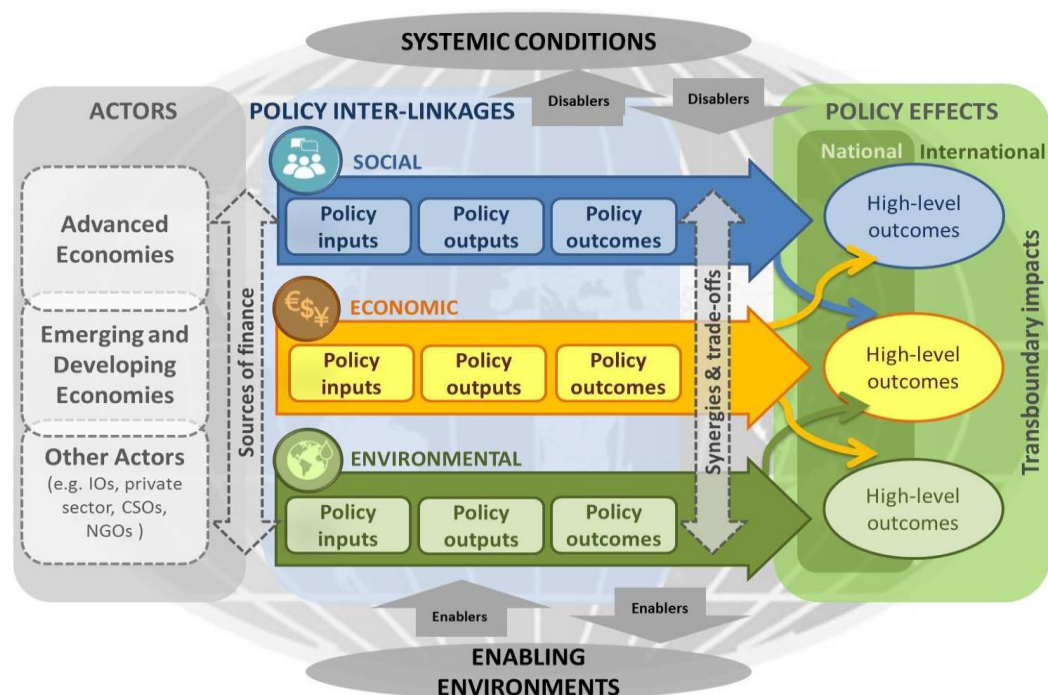 SYSTEMIC CONDITIONS
Disablers
Disablers
ACTORS
POLICY INTER-LINKAGES
POLICY EFFECTS
National
International
SOCIAL
Advanced
Economies
Emerging and
Developing
Economies
Other Actors
(e.g. IOs, private
sector, CSOs,
NGOs )
Sources of finance
Policy
inputs
Policy
outputs
Policy
outcomes
€$¥
ECONOMIC
Policy
inputs
Policy
outputs
Policy
outcomes
ENVIRONMENTAL
Policy
inputs
Policy
outputs
Policy
outcomes
Synergies & trade-offs
High-level
outcomes
High-level
outcomes
High-level
outcomes
Transboundary impacts
Enablers
Enablers
ENABLING
ENVIRONMENTS